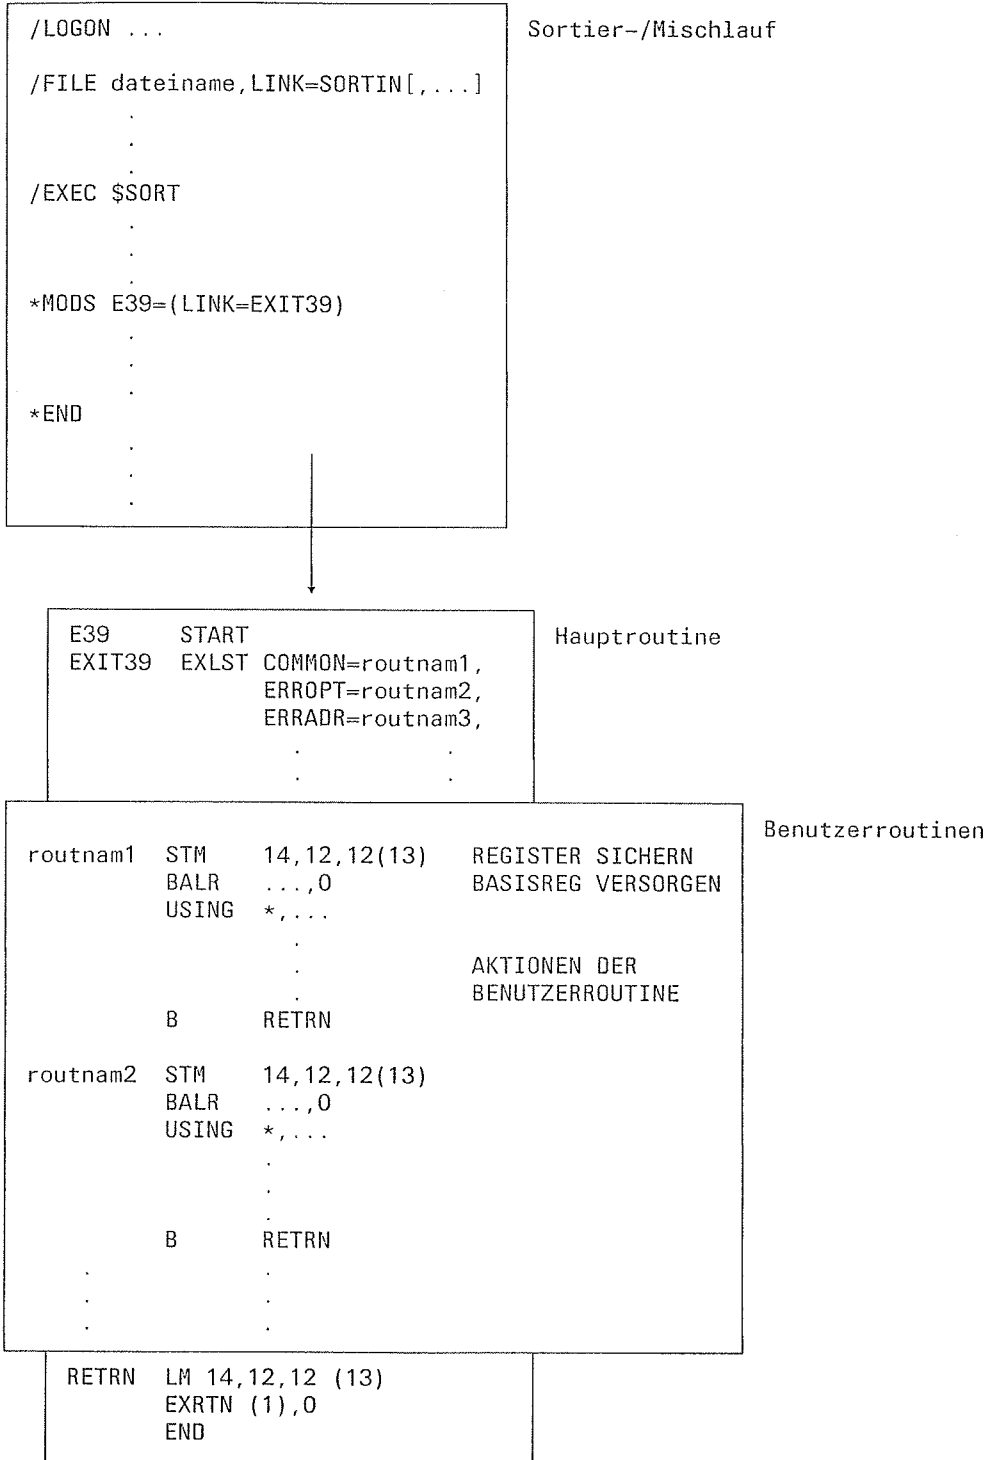 /LOGON ...
Sortier-/Mischlauf
/FILE dateiname,LINK=SORTIN[,...]
.
.
.
/EXEC $SORT
.
.
.
*MODS E39=(LINK=EXIT39)
.
.
.
*END
.
.
.
E39 START
Hauptroutine
EXIT39 EXLST COMMON=routnam1,
ERROPT=routnam2,
ERRADR=routnam3,
. .
. .
Benutzerroutinen
routnam1 STM 14,12,12(13) REGISTER SICHERN
BALR ...,0 BASISREG VERSORGEN
USING *,...
.
. AKTIONEN DER
. BENUTZERROUTINE
B RETRN
routnam2 STM 14,12,12(13)
BALR ...,0
USING *,...
.
.
.
B RETRN
. .
. .
. .
RETRN LM 14,12,12 (13)
EXRTN (1),0
END